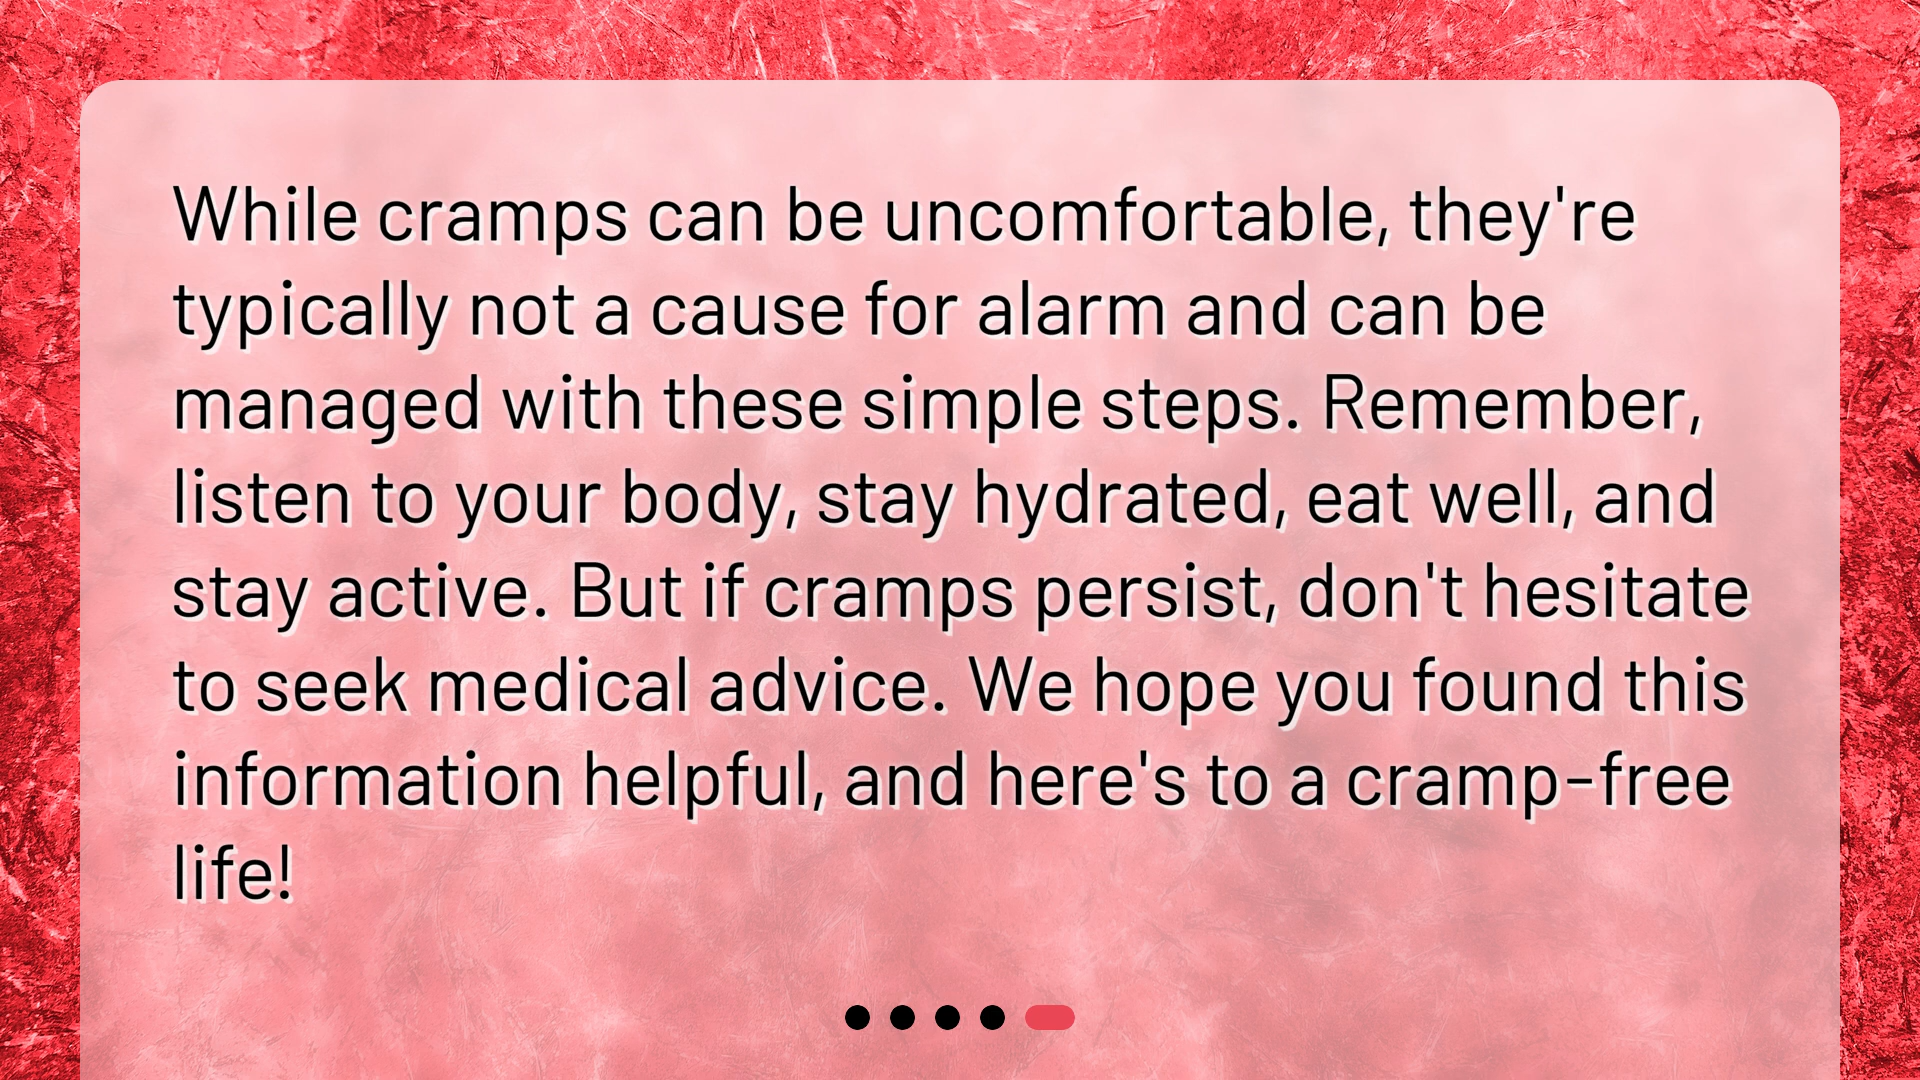 While cramps can be uncomfortable, they're
typically not a cause for alarm and can be
managed with these simple steps. Remember,
listen to your body, stay hydrated, eat well, and
stay active. But if cramps persist, don't hesitate
to seek medical advice. We hope you found this
information helpful, and here's to a cramp-free
life!